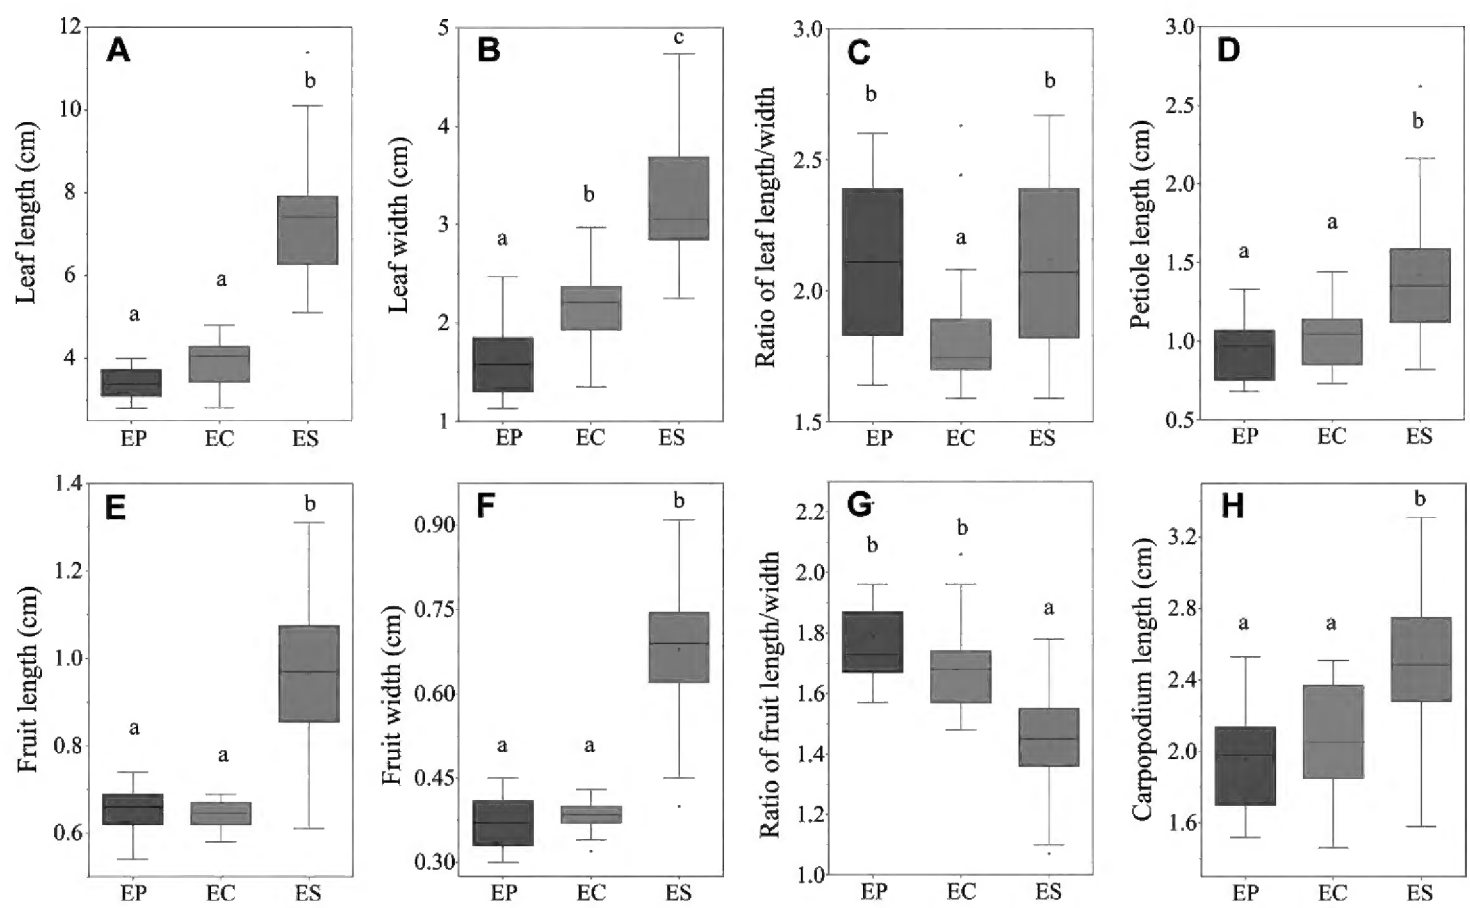 A
Leaf length (cm)
12
10
8
6
4
a
a
b
EP
EC
ES
B
Leaf width (cm)
5
4
3
2
1
a
b
c
EP
EC
ES
C
Ratio of leaf length/width
3.0
2.5
2.0
1.5
b
a
b
EP
EC
ES
D
Petiole length (cm)
3.0
2.5
2.0
1.5
1.0
0.5
a
a
b
EP
EC
ES
E
Fruit length (cm)
1.4
1.2
1.0
0.8
0.6
a
a
b
EP
EC
ES
F
Fruit width (cm)
0.90
0.75
0.60
0.45
0.30
a
a
b
EP
EC
ES
G
Ratio of fruit length/width
2.2
2.0
1.8
1.6
1.4
1.2
1.0
b
b
a
EP
EC
ES
H
Carpopodium length (cm)
3.2
2.8
2.4
2.0
1.6
a
a
b
EP
EC
ES